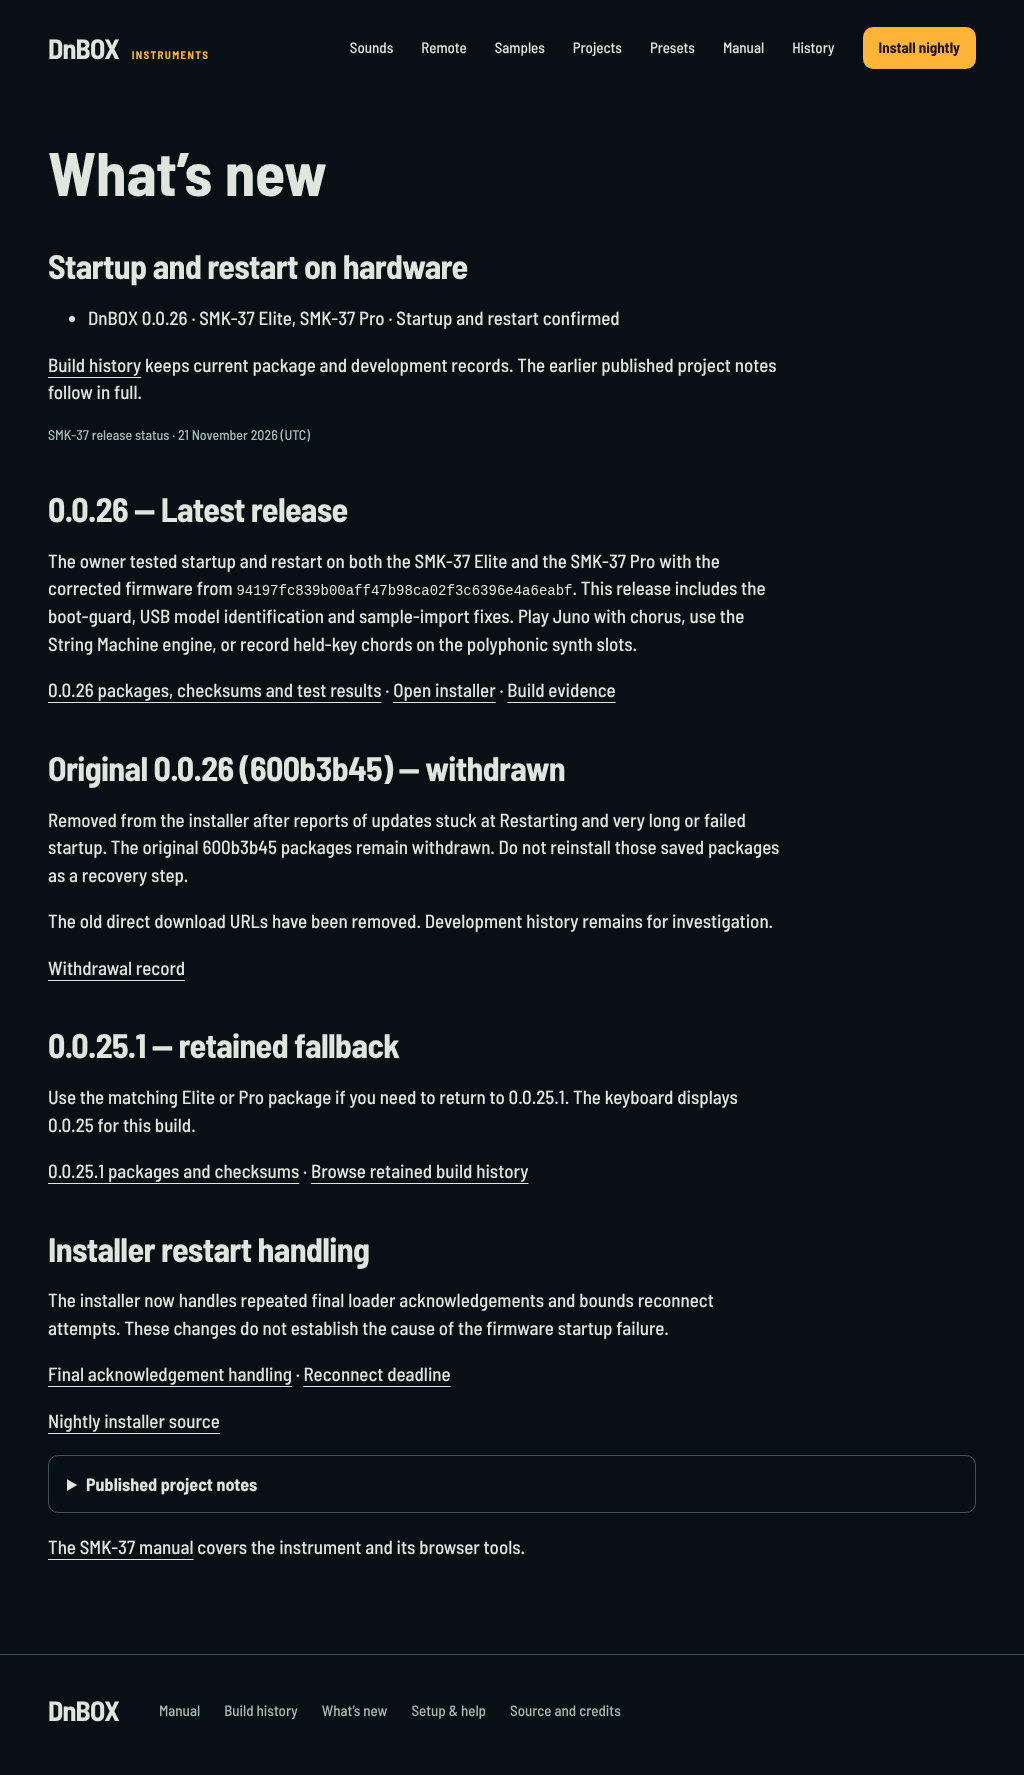 DnBOX INSTRUMENTS Sounds Remote Samples Projects Presets Manual History Install nightly
What’s new
Startup and restart on hardware
• DnBOX 0.0.26 · SMK-37 Elite, SMK-37 Pro · Startup and restart confirmed
Build history keeps current package and development records. The earlier published project notes
follow in full.
SMK-37 release status · 21 November 2026 (UTC)
0.0.26 — Latest release
The owner tested startup and restart on both the SMK-37 Elite and the SMK-37 Pro with the
corrected firmware from 94197fc839b00aff47b98ca02f3c6396e4a6eabf. This release includes the
boot-guard, USB model identification and sample-import fixes. Play Juno with chorus, use the
String Machine engine, or record held-key chords on the polyphonic synth slots.
0.0.26 packages, checksums and test results · Open installer · Build evidence
Original 0.0.26 (600b3b45) — withdrawn
Removed from the installer after reports of updates stuck at Restarting and very long or failed
startup. The original 600b3b45 packages remain withdrawn. Do not reinstall those saved packages
as a recovery step.
The old direct download URLs have been removed. Development history remains for investigation.
Withdrawal record
0.0.25.1 — retained fallback
Use the matching Elite or Pro package if you need to return to 0.0.25.1. The keyboard displays
0.0.25 for this build.
0.0.25.1 packages and checksums · Browse retained build history
Installer restart handling
The installer now handles repeated final loader acknowledgements and bounds reconnect
attempts. These changes do not establish the cause of the firmware startup failure.
Final acknowledgement handling · Reconnect deadline
Nightly installer source
Published project notes
The SMK-37 manual covers the instrument and its browser tools.
DnBOX Manual Build history What’s new Setup & help Source and credits